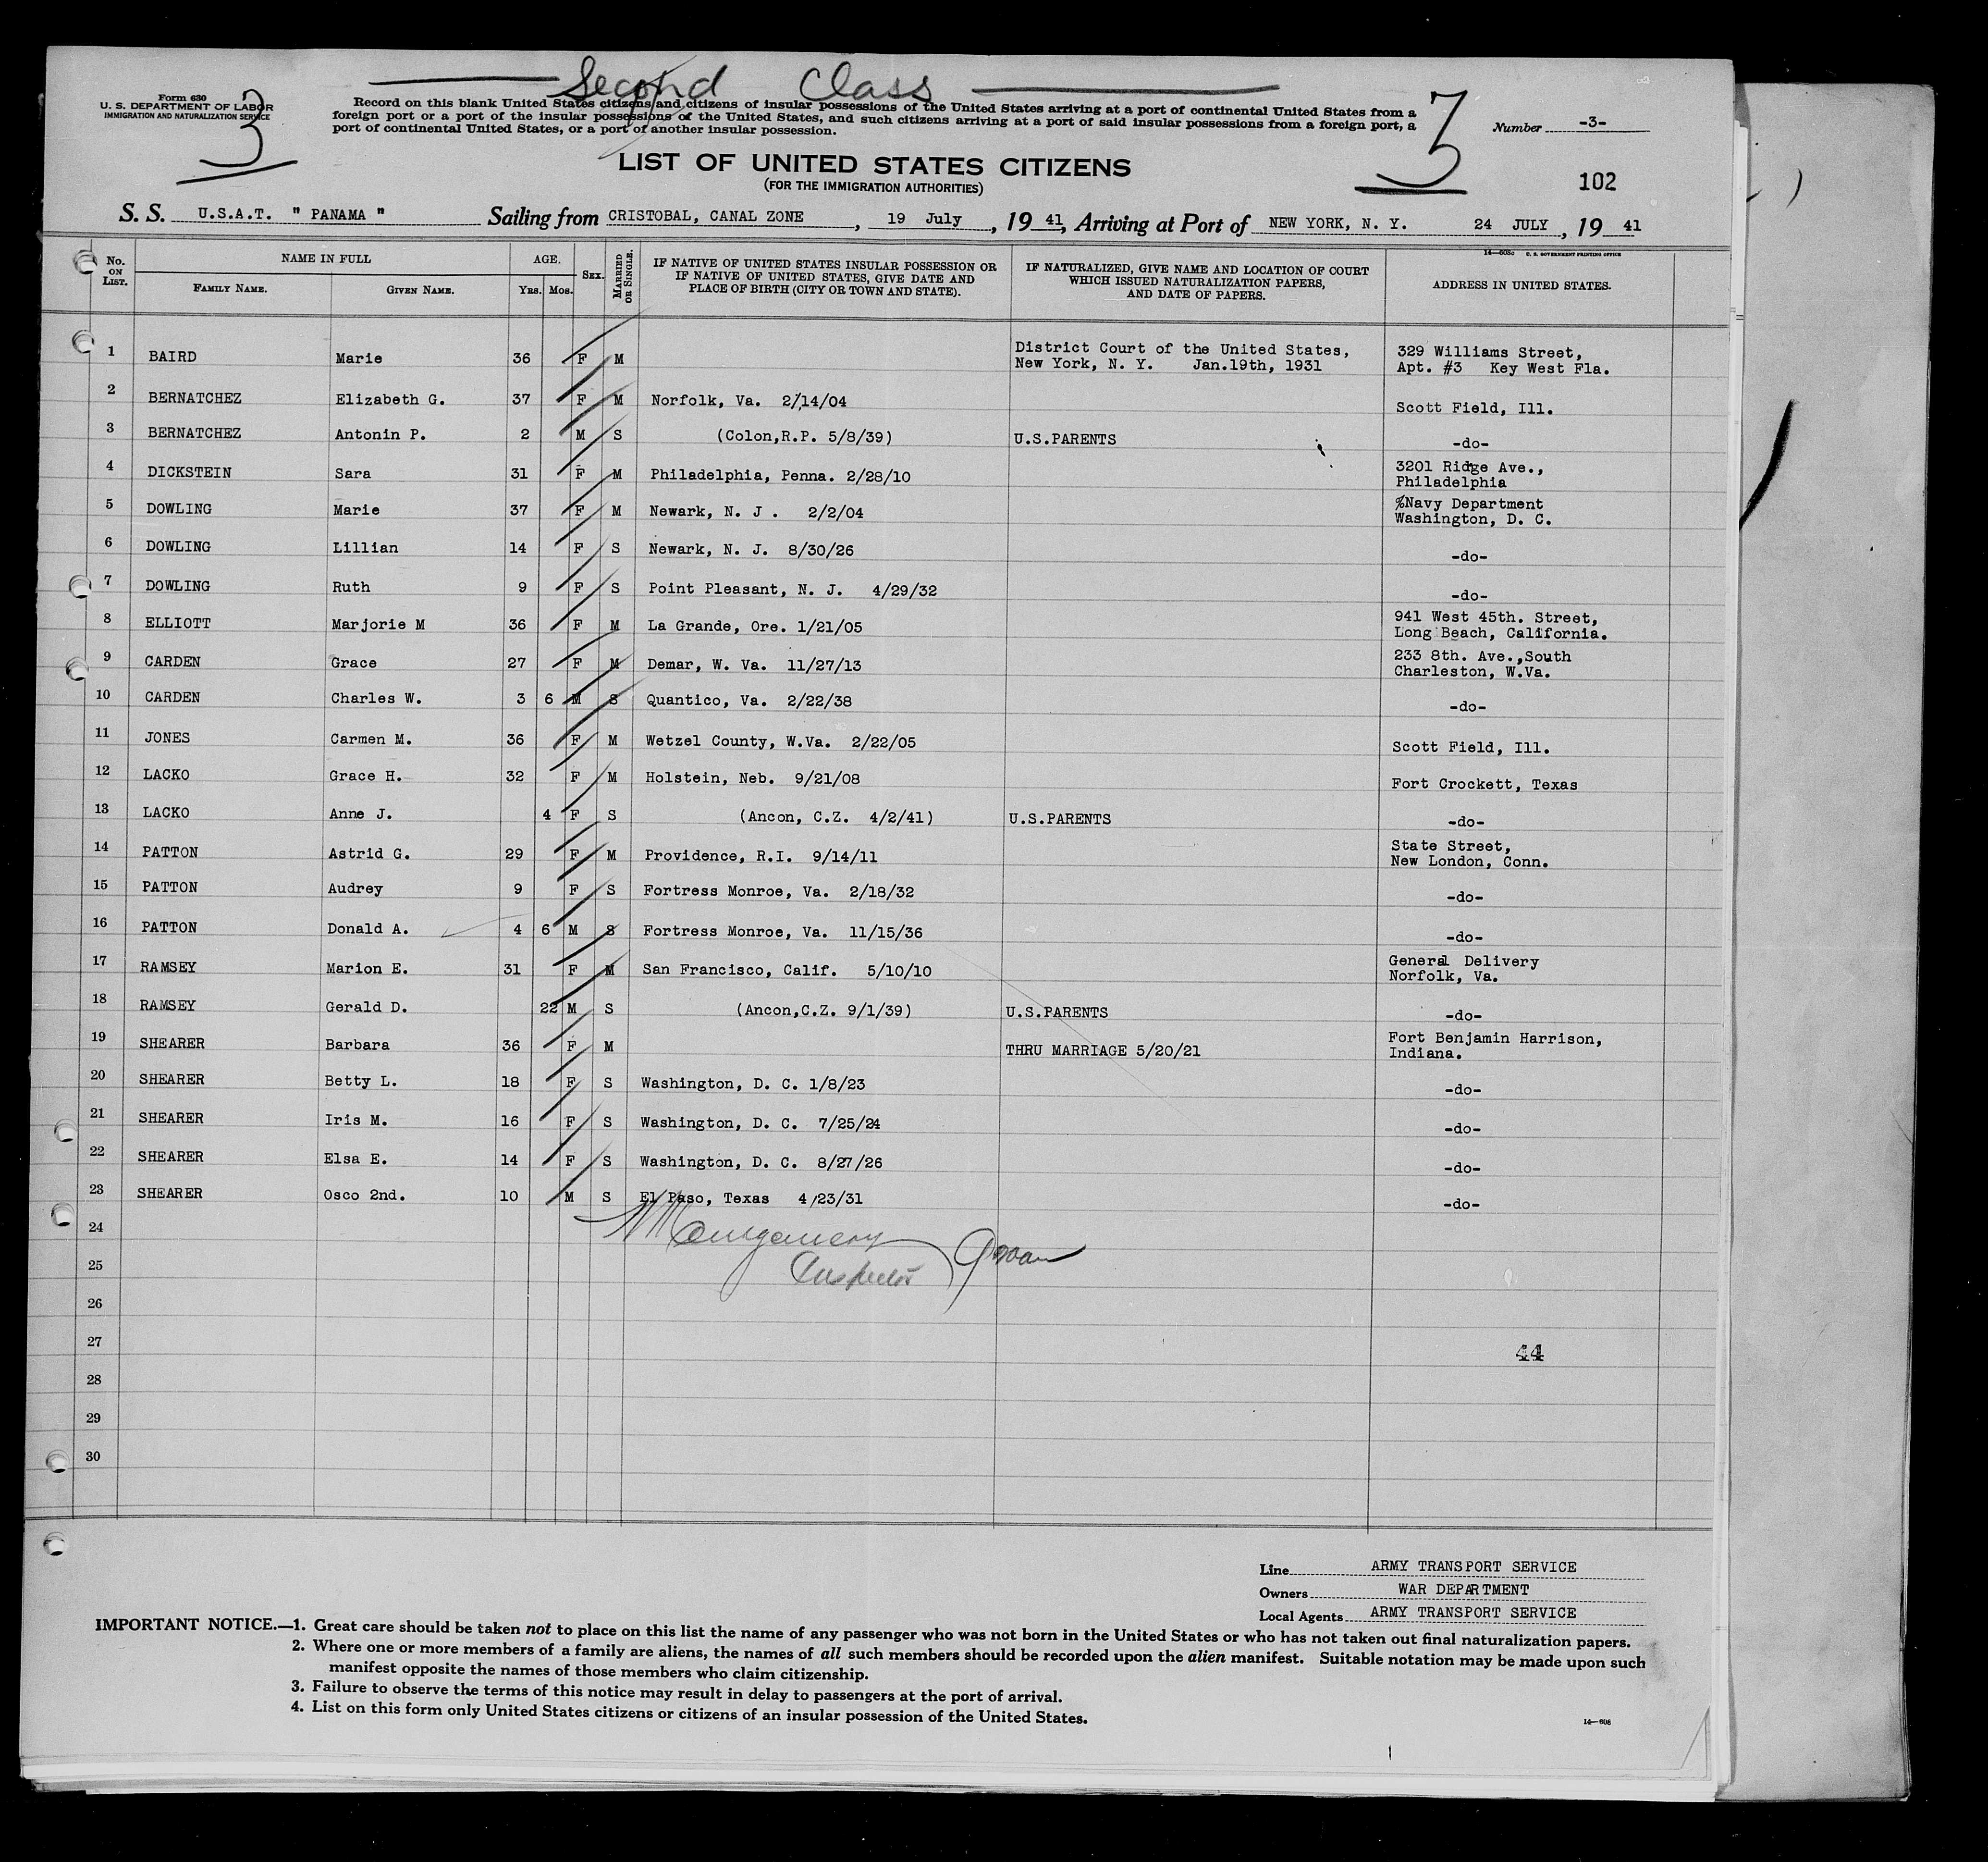 Second Class
Form 630
U. S. DEPARTMENT OF LABOR
IMMIGRATION AND NATURALIZATION SERVICE
3
Record on this blank United States citizens and citizens of insular possessions of the United States arriving at a port of continental United States from a
foreign port or a port of the insular possessions of the United States, and such citizens arriving at a port of said insular possessions from a foreign port, a
port of continental United States, or a port of another insular possession.
3
Number -3-
LIST OF UNITED STATES CITIZENS
(FOR THE IMMIGRATION AUTHORITIES)
102
S. S. U.S.A.T. " PANAMA " Sailing from CRISTOBAL, CANAL ZONE, 19 July, 19 41, Arriving at Port of NEW YORK, N. Y. 24 JULY, 19 41
14—608c U. S. GOVERNMENT PRINTING OFFICE
No. ON LIST. NAME IN FULL AGE. SEX. MARRIED OR SINGLE. IF NATIVE OF UNITED STATES INSULAR POSSESSION OR IF NATIVE OF UNITED STATES, GIVE DATE AND PLACE OF BIRTH (CITY OR TOWN AND STATE). IF NATURALIZED, GIVE NAME AND LOCATION OF COURT WHICH ISSUED NATURALIZATION PAPERS, AND DATE OF PAPERS. ADDRESS IN UNITED STATES.
FAMILY NAME. GIVEN NAME. YRS. MOS.
1 BAIRD Marie 36 F M District Court of the United States, New York, N. Y. Jan.19th, 1931 329 Williams Street, Apt. #3 Key West Fla.
2 BERNATCHEZ Elizabeth G. 37 F M Norfolk, Va. 2/14/04 Scott Field, Ill.
3 BERNATCHEZ Antonin P. 2 M S (Colon,R.P. 5/8/39) U.S.PARENTS -do-
4 DICKSTEIN Sara 31 F M Philadelphia, Penna. 2/28/10 3201 Ridge Ave., Philadelphia
5 DOWLING Marie 37 F M Newark, N. J . 2/2/04 %Navy Department Washington, D. C.
6 DOWLING Lillian 14 F S Newark, N. J. 8/30/26 -do-
7 DOWLING Ruth 9 F S Point Pleasant, N. J. 4/29/32 -do-
8 ELLIOTT Marjorie M 36 F M La Grande, Ore. 1/21/05 941 West 45th. Street, Long Beach, California.
9 CARDEN Grace 27 F M Demar, W. Va. 11/27/13 233 8th. Ave.,South Charleston, W.Va.
10 CARDEN Charles W. 3 6 M S Quantico, Va. 2/22/38 -do-
11 JONES Carmen M. 36 F M Wetzel County, W.Va. 2/22/05 Scott Field, Ill.
12 LACKO Grace H. 32 F M Holstein, Neb. 9/21/08 Fort Crockett, Texas
13 LACKO Anne J. 4 F S (Ancon, C.Z. 4/2/41) U.S.PARENTS -do-
14 PATTON Astrid G. 29 F M Providence, R.I. 9/14/11 State Street, New London, Conn.
15 PATTON Audrey 9 F S Fortress Monroe, Va. 2/18/32 -do-
16 PATTON Donald A. 4 6 M S Fortress Monroe, Va. 11/15/36 -do-
17 RAMSEY Marion E. 31 F M San Francisco, Calif. 5/10/10 General Delivery Norfolk, Va.
18 RAMSEY Gerald D. 22 M S (Ancon,C.Z. 9/1/39) U.S.PARENTS -do-
19 SHEARER Barbara 36 F M THRU MARRIAGE 5/20/21 Fort Benjamin Harrison, Indiana.
20 SHEARER Betty L. 18 F S Washington, D. C. 1/8/23 -do-
21 SHEARER Iris M. 16 F S Washington, D. C. 7/25/24 -do-
22 SHEARER Elsa E. 14 F S Washington, D. C. 8/27/26 -do-
23 SHEARER Osco 2nd. 10 M S El Paso, Texas 4/23/31 -do-
24 Montgomery
25 Inspector
26
27 44
28
29
30
Line ARMY TRANSPORT SERVICE
Owners WAR DEPARTMENT
Local Agents ARMY TRANSPORT SERVICE
IMPORTANT NOTICE.—1. Great care should be taken not to place on this list the name of any passenger who was not born in the United States or who has not taken out final naturalization papers.
2. Where one or more members of a family are aliens, the names of all such members should be recorded upon the alien manifest. Suitable notation may be made upon such
manifest opposite the names of those members who claim citizenship.
3. Failure to observe the terms of this notice may result in delay to passengers at the port of arrival.
4. List on this form only United States citizens or citizens of an insular possession of the United States.
14—608